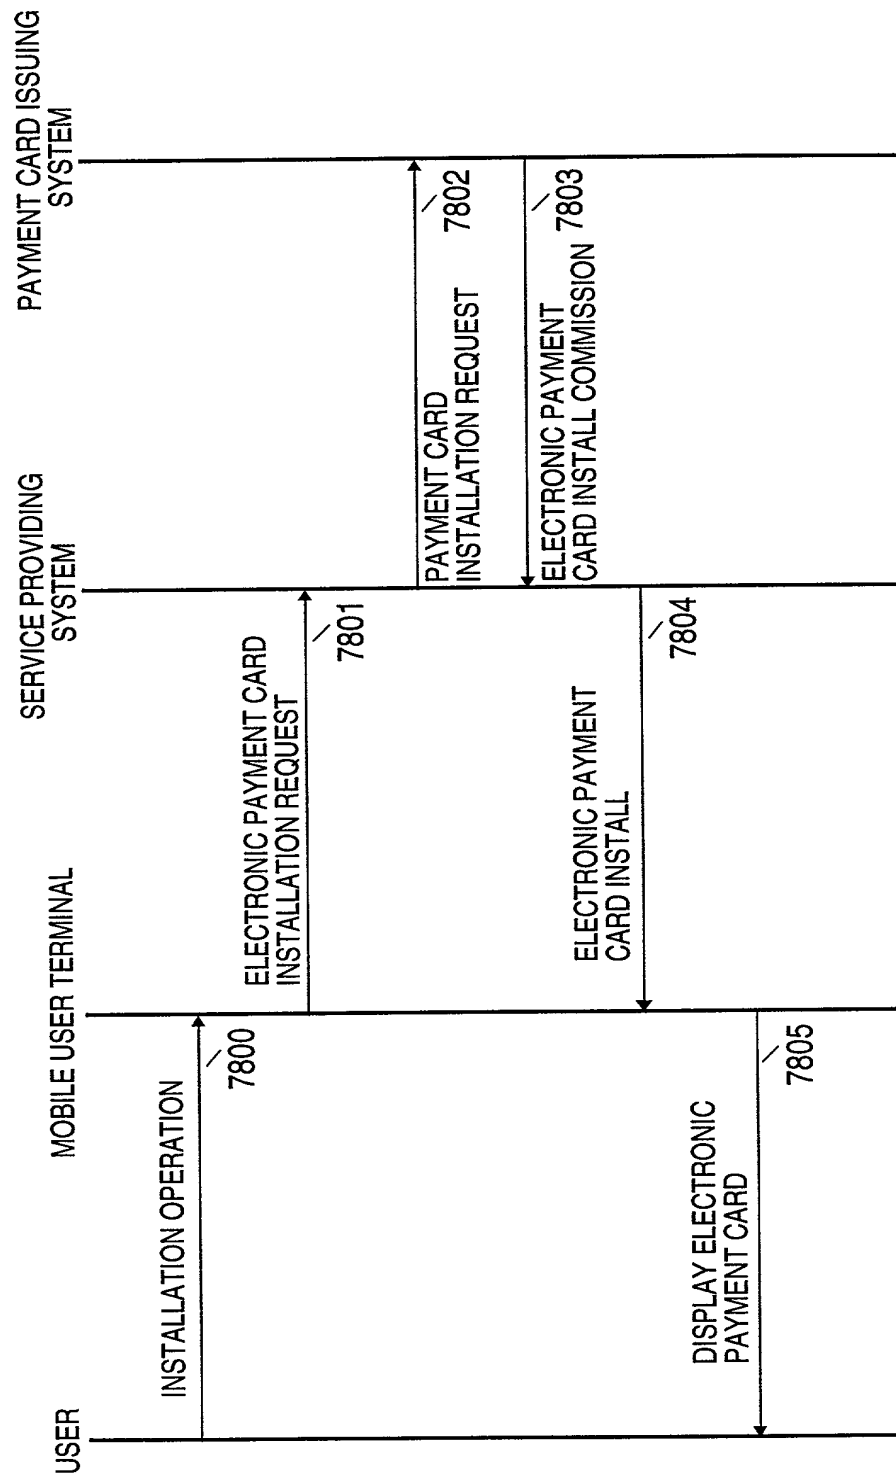 USER
MOBILE USER TERMINAL
SERVICE PROVIDING
SYSTEM
PAYMENT CARD ISSUING
SYSTEM
INSTALLATION OPERATION
7800
ELECTRONIC PAYMENT CARD
INSTALLATION REQUEST
7801
PAYMENT CARD
INSTALLATION REQUEST
7802
ELECTRONIC PAYMENT
CARD INSTALL COMMISSION
7803
ELECTRONIC PAYMENT
CARD INSTALL
7804
DISPLAY ELECTRONIC
PAYMENT CARD
7805